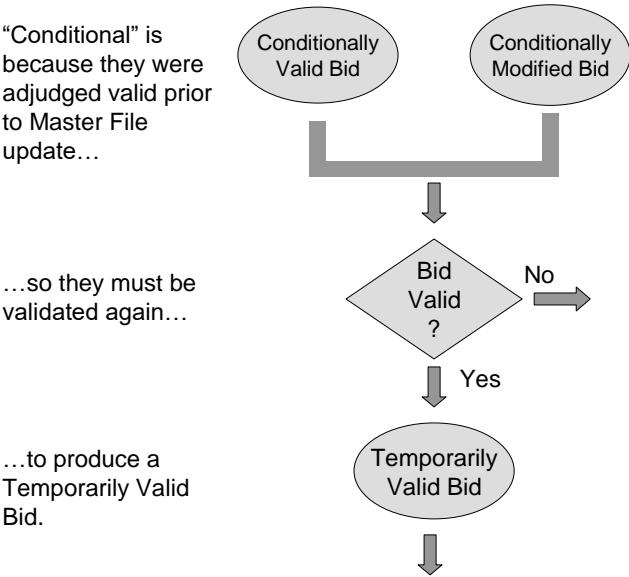 “Conditional” is
because they were
adjudged valid prior
to Master File
update…
Conditionally
Valid Bid
Conditionally
Modified Bid
…so they must be
validated again…
Bid
Valid
?
No
Yes
…to produce a
Temporarily Valid
Bid.
Temporarily
Valid Bid